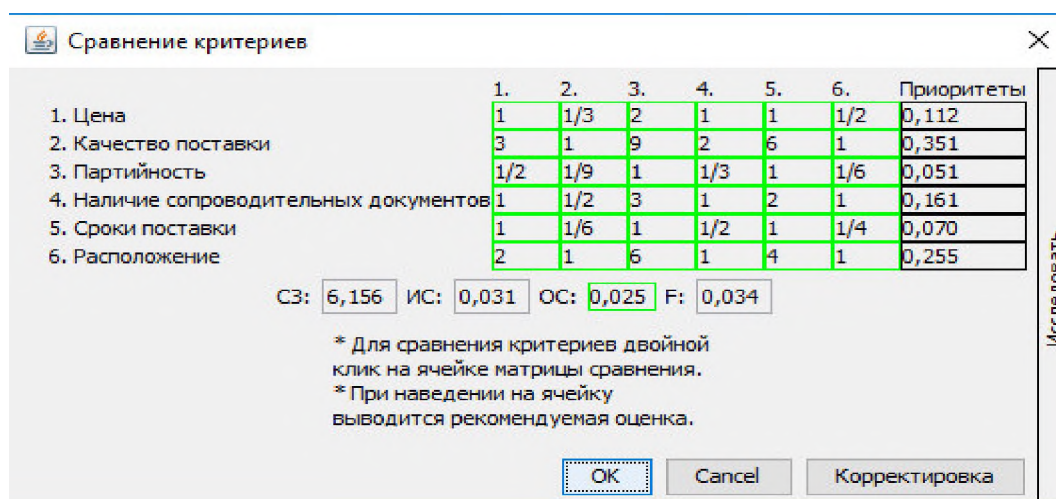 Сравнение критериев
1. 2. 3. 4. 5. 6. Приоритеты
1. Цена 1 1/3 2 1 1 1/2 0,112
2. Качество поставки 3 1 9 2 6 1 0,351
3. Партийность 1/2 1/9 1 1/3 1 1/6 0,051
4. Наличие сопроводительных документов 1 1/2 3 1 2 1 0,161
5. Сроки поставки 1 1/6 1 1/2 1 1/4 0,070
6. Расположение 2 1 6 1 4 1 0,255
СЗ: 6,156 ИС: 0,031 ОС: 0,025 F: 0,034
* Для сравнения критериев двойной
клик на ячейке матрицы сравнения.
* При наведении на ячейку
выводится рекомендуемая оценка.
OK Cancel Корректировка
Исследовать